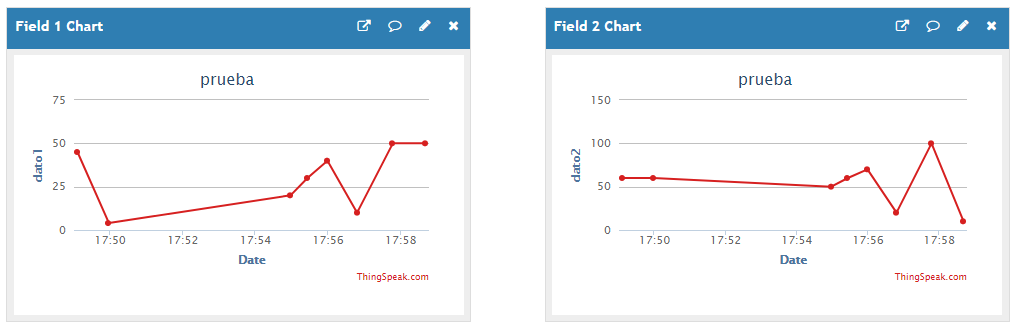 Field 1 Chart
prueba
75
50
25
0
dato1
17:50 17:52 17:54 17:56 17:58
Date
ThingSpeak.com
Field 2 Chart
prueba
150
100
50
0
dato2
17:50 17:52 17:54 17:56 17:58
Date
ThingSpeak.com